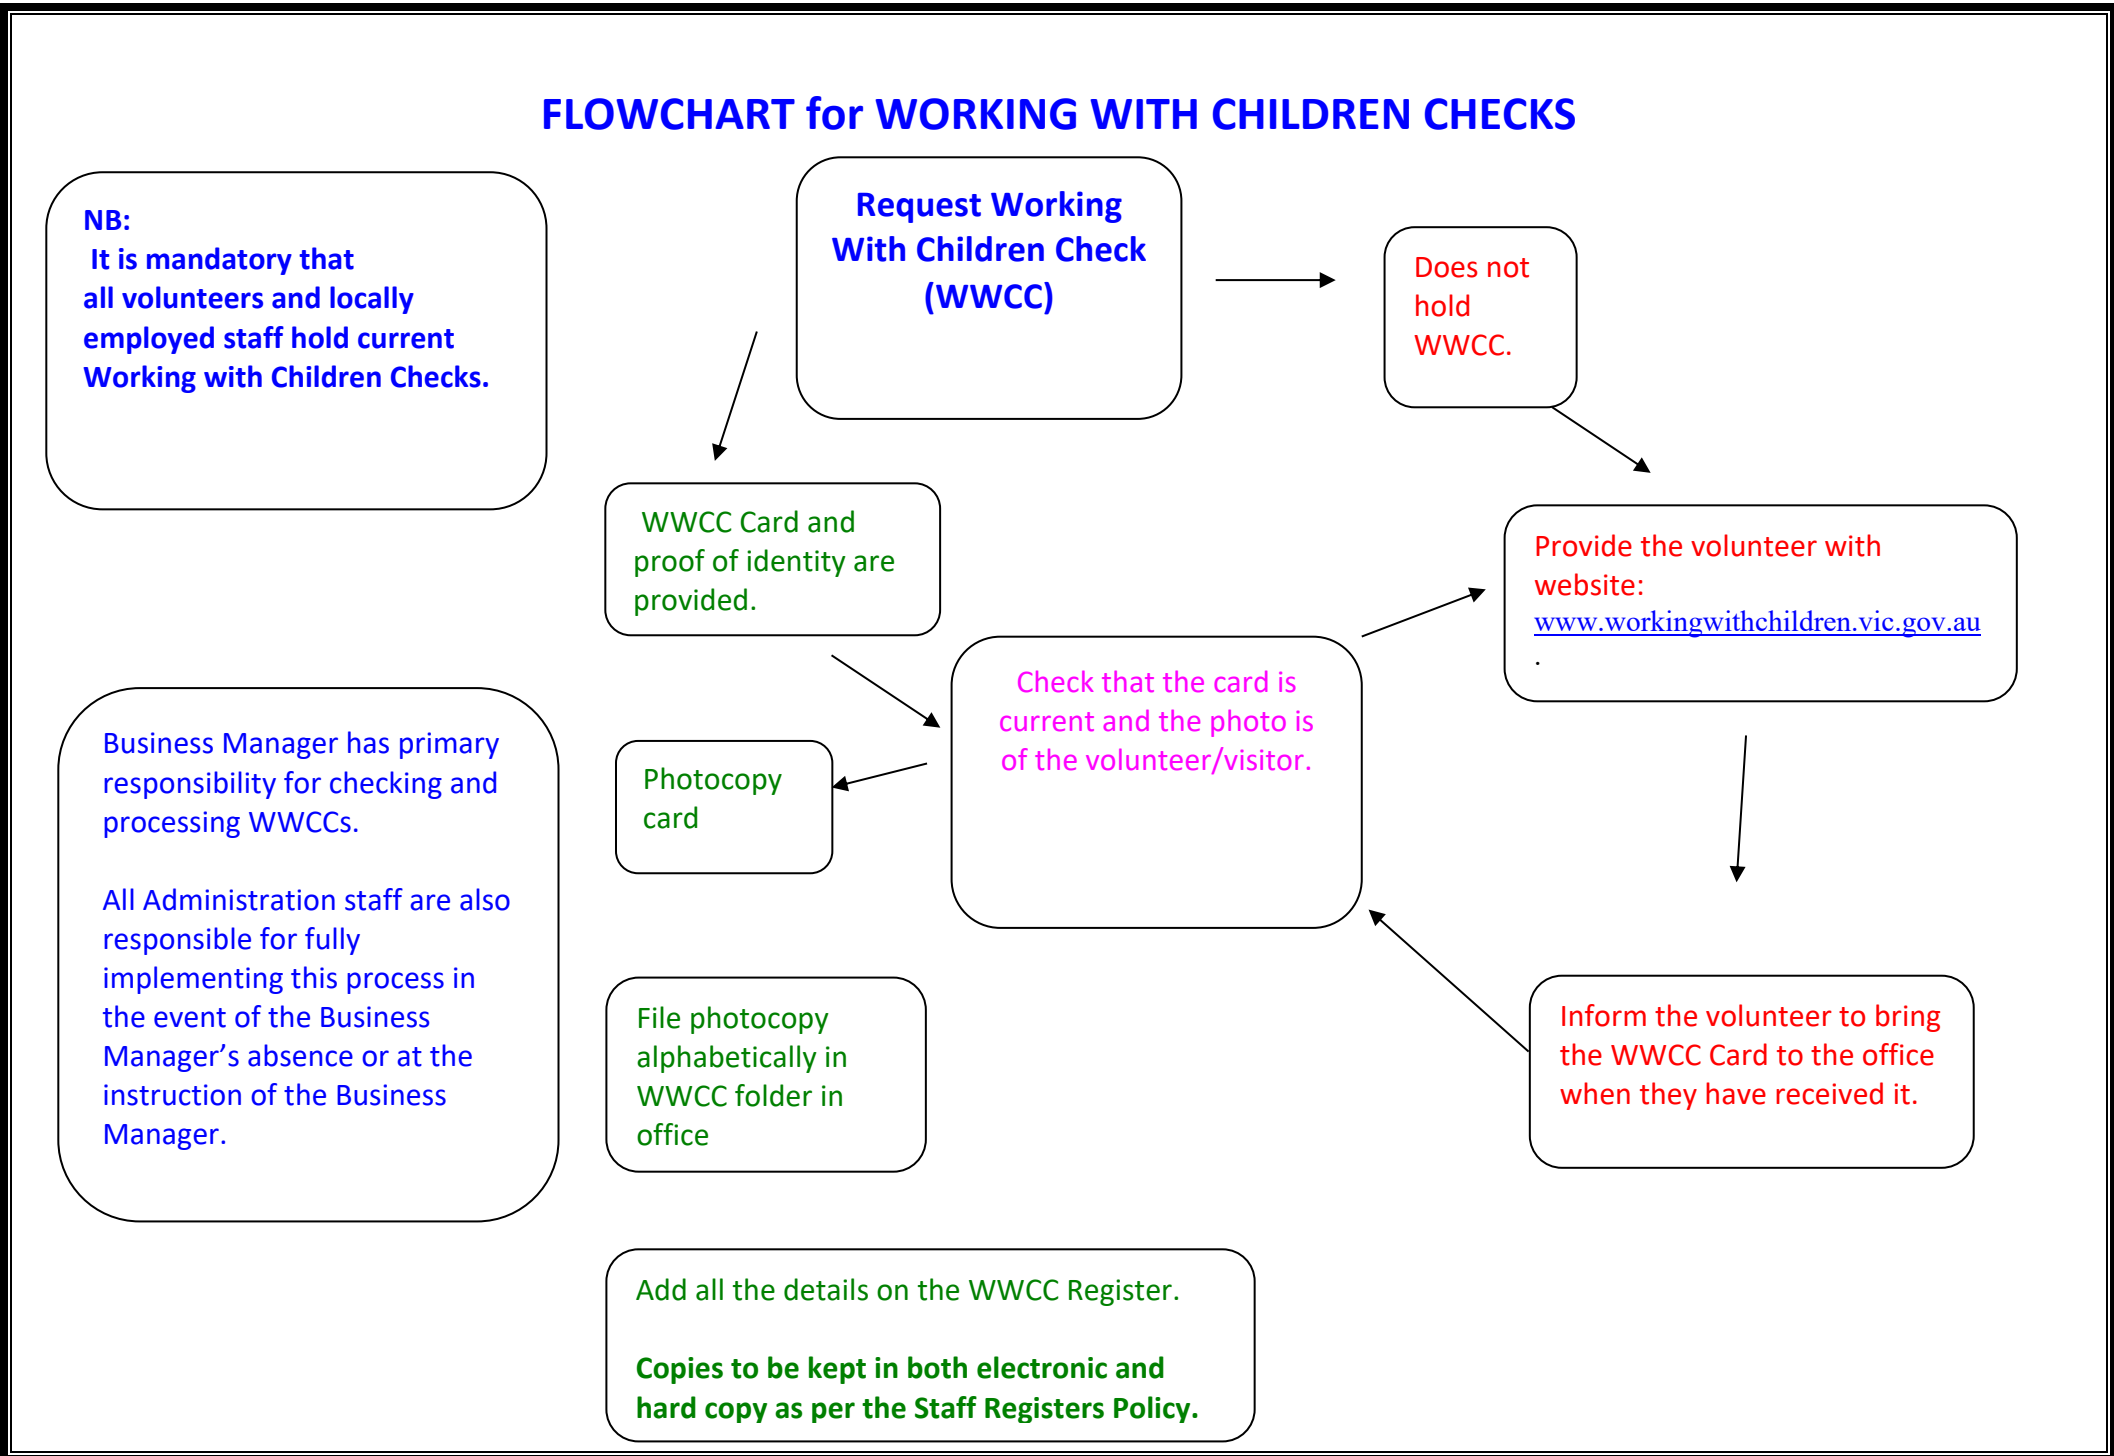 FLOWCHART for WORKING WITH CHILDREN CHECKS
NB:
It is mandatory that
all volunteers and locally
employed staff hold current
Working with Children Checks.
Request Working
With Children Check
(WWCC)
Does not
hold
WWCC.
WWCC Card and
proof of identity are
provided.
Provide the volunteer with
website:
www.workingwithchildren.vic.gov.au
.
Check that the card is
current and the photo is
of the volunteer/visitor.
Photocopy
card
Business Manager has primary
responsibility for checking and
processing WWCCs.
All Administration staff are also
responsible for fully
implementing this process in
the event of the Business
Manager’s absence or at the
instruction of the Business
Manager.
File photocopy
alphabetically in
WWCC folder in
office
Inform the volunteer to bring
the WWCC Card to the office
when they have received it.
Add all the details on the WWCC Register.
Copies to be kept in both electronic and
hard copy as per the Staff Registers Policy.